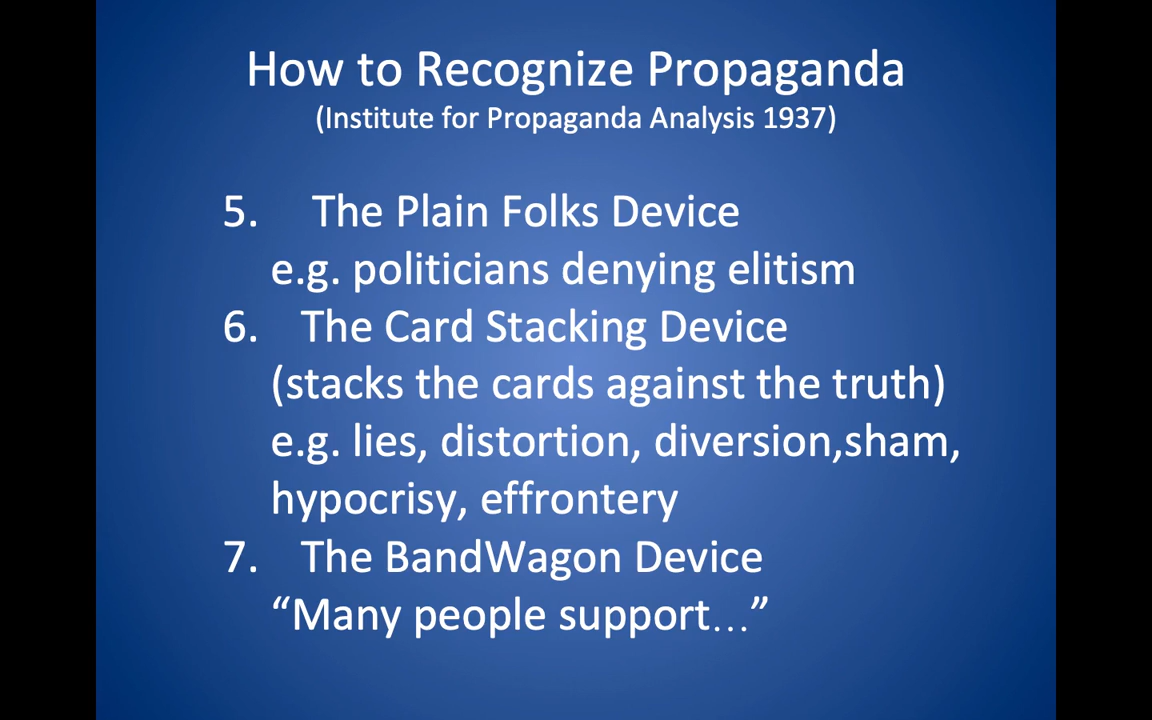 How to Recognize Propaganda
(Institute for Propaganda Analysis 1937)
5. The Plain Folks Device
e.g. politicians denying elitism
6. The Card Stacking Device
(stacks the cards against the truth)
e.g. lies, distortion, diversion,sham,
hypocrisy, effrontery
7. The BandWagon Device
“Many people support…”